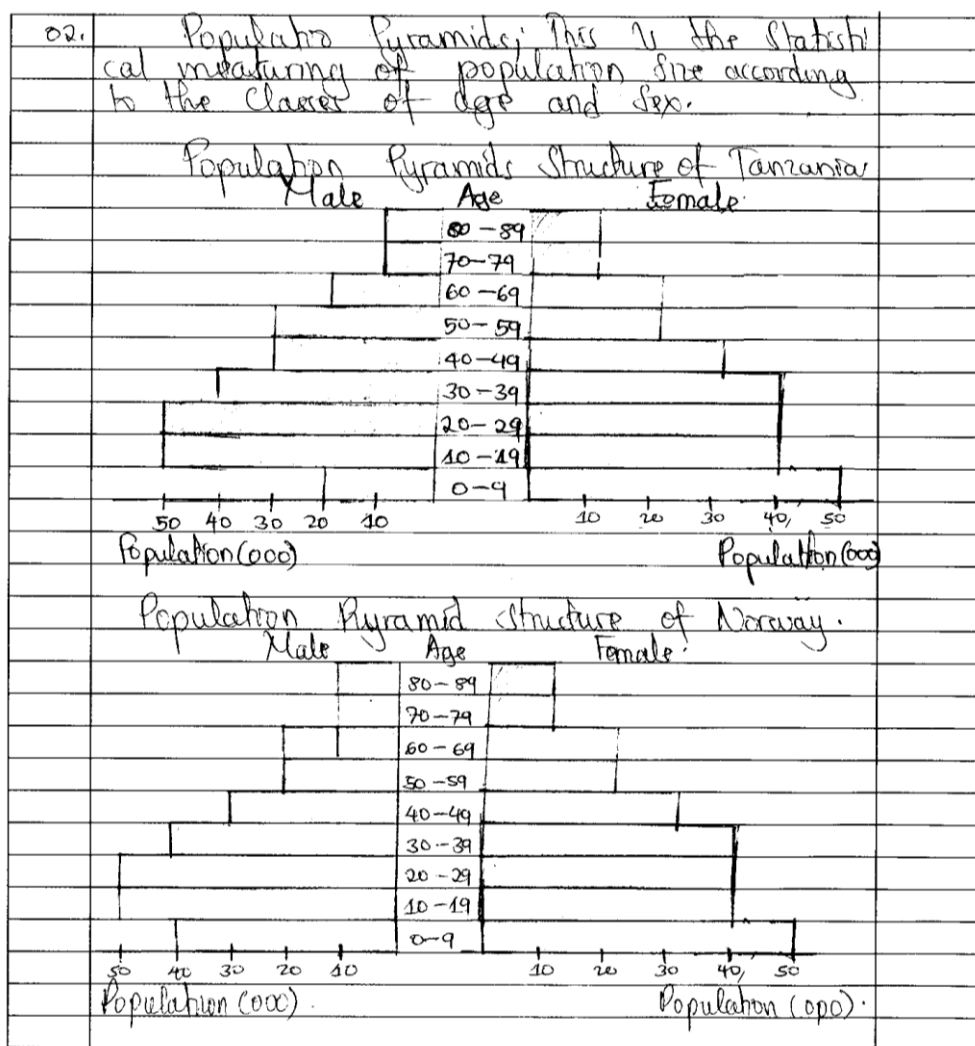 02. Populatio Pyramids; This is the Statisti
cal meaturing of population size according
to the Classes of age and sex.
Population Pyramids Structure of Tanzania
Male Age Female.
80-89
70-79
60-69
50-59
40-49
30-39
20-29
10-19
0-9
50 40 30 20 10 10 20 30 40, 50
Population (000) Population (000)
Population Pyramid structure of Norway.
Male Age Female.
80-89
70-79
60-69
50-59
40-49
30-39
20-29
10-19
0-9
50 40 30 20 10 10 20 30 40, 50
Population (000). Population (000).